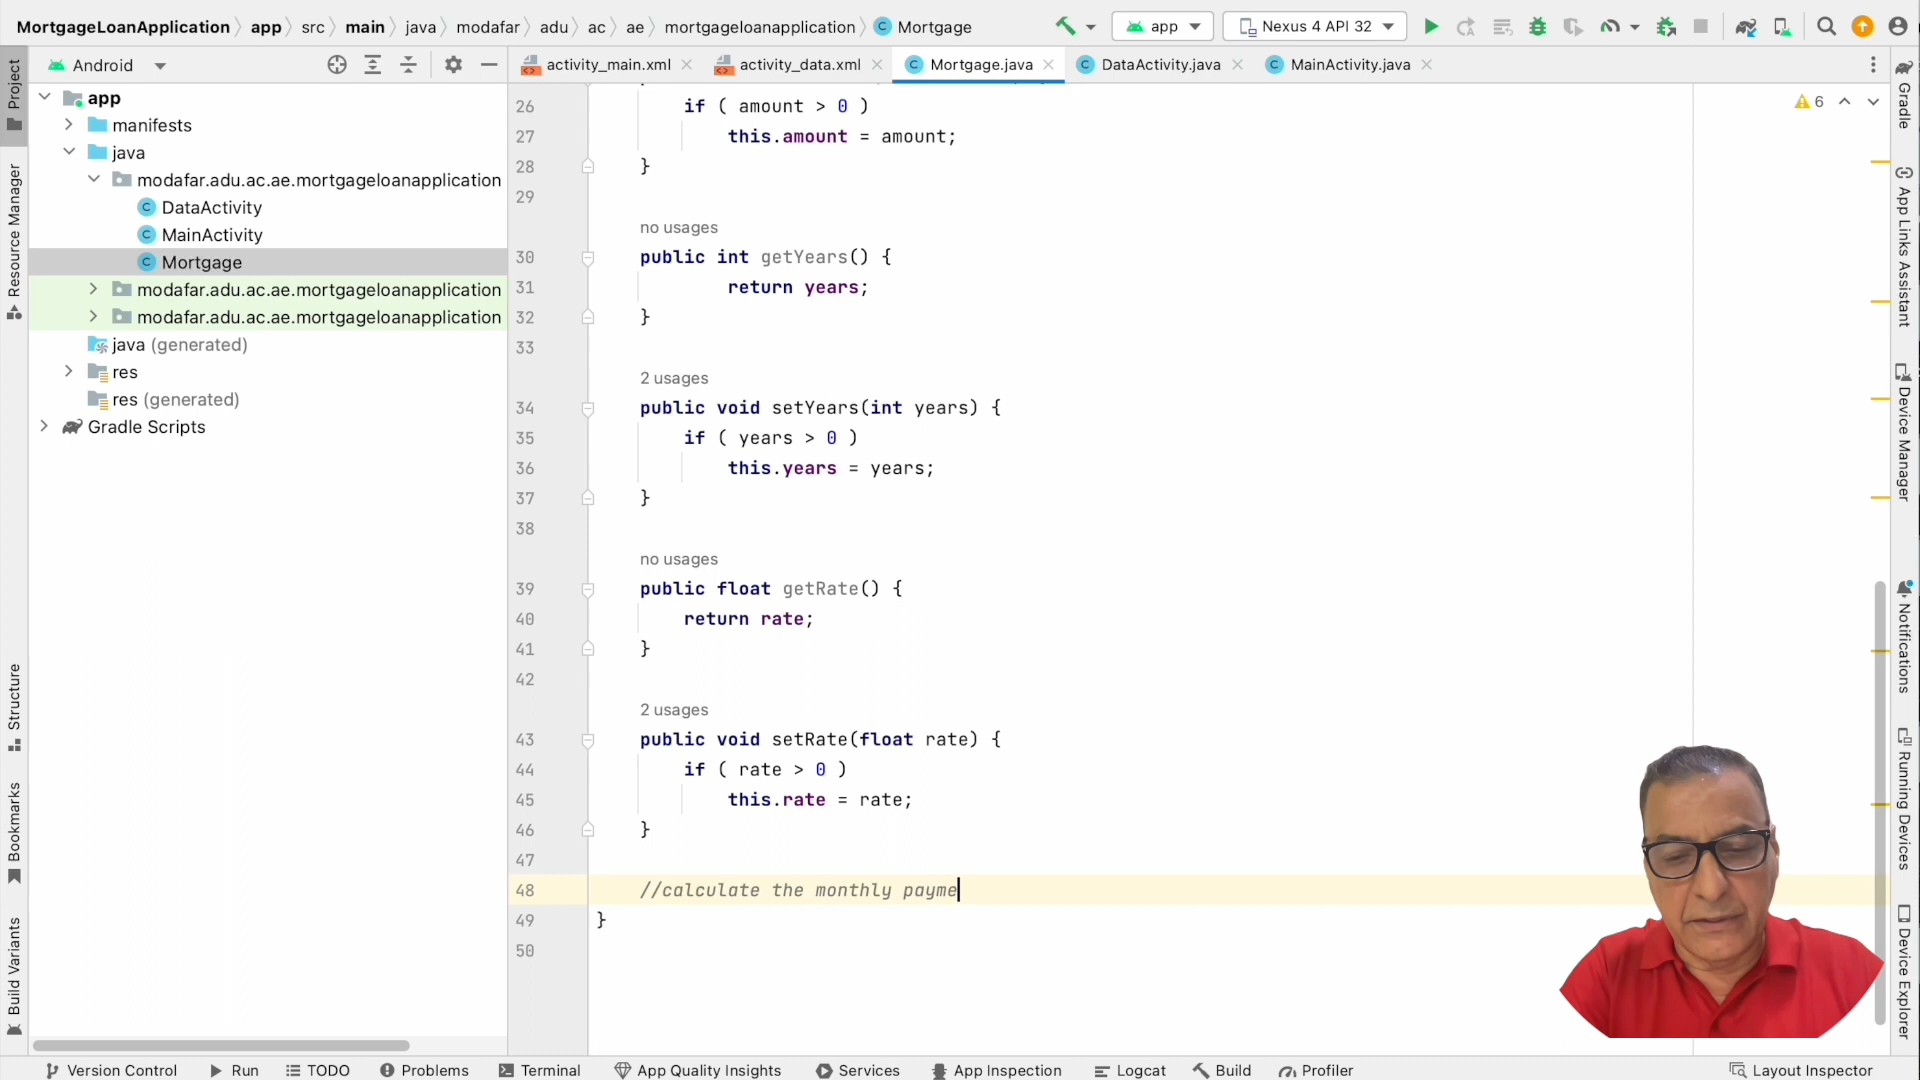 MortgageLoanApplication app src main java modafar adu ac ae mortgageloanapplication Mortgage
app Nexus 4 API 32
Android
activity_main.xml activity_data.xml Mortgage.java DataActivity.java MainActivity.java
Project
Resource Manager
Structure
Bookmarks
Build Variants
app
manifests
java
modafar.adu.ac.ae.mortgageloanapplication
DataActivity
MainActivity
Mortgage
modafar.adu.ac.ae.mortgageloanapplication
modafar.adu.ac.ae.mortgageloanapplication
java (generated)
res
res (generated)
Gradle Scripts
6
26 if ( amount > 0 )
27 this.amount = amount;
28 }
29
no usages
30 public int getYears() {
31 return years;
32 }
33
2 usages
34 public void setYears(int years) {
35 if ( years > 0 )
36 this.years = years;
37 }
38
no usages
39 public float getRate() {
40 return rate;
41 }
42
2 usages
43 public void setRate(float rate) {
44 if ( rate > 0 )
45 this.rate = rate;
46 }
47
48 //calculate the monthly payme
49 }
50
Gradle
App Links Assistant
Device Manager
Notifications
Running Devices
Device Explorer
Version Control Run TODO Problems Terminal App Quality Insights Services App Inspection Logcat Build Profiler Layout Inspector